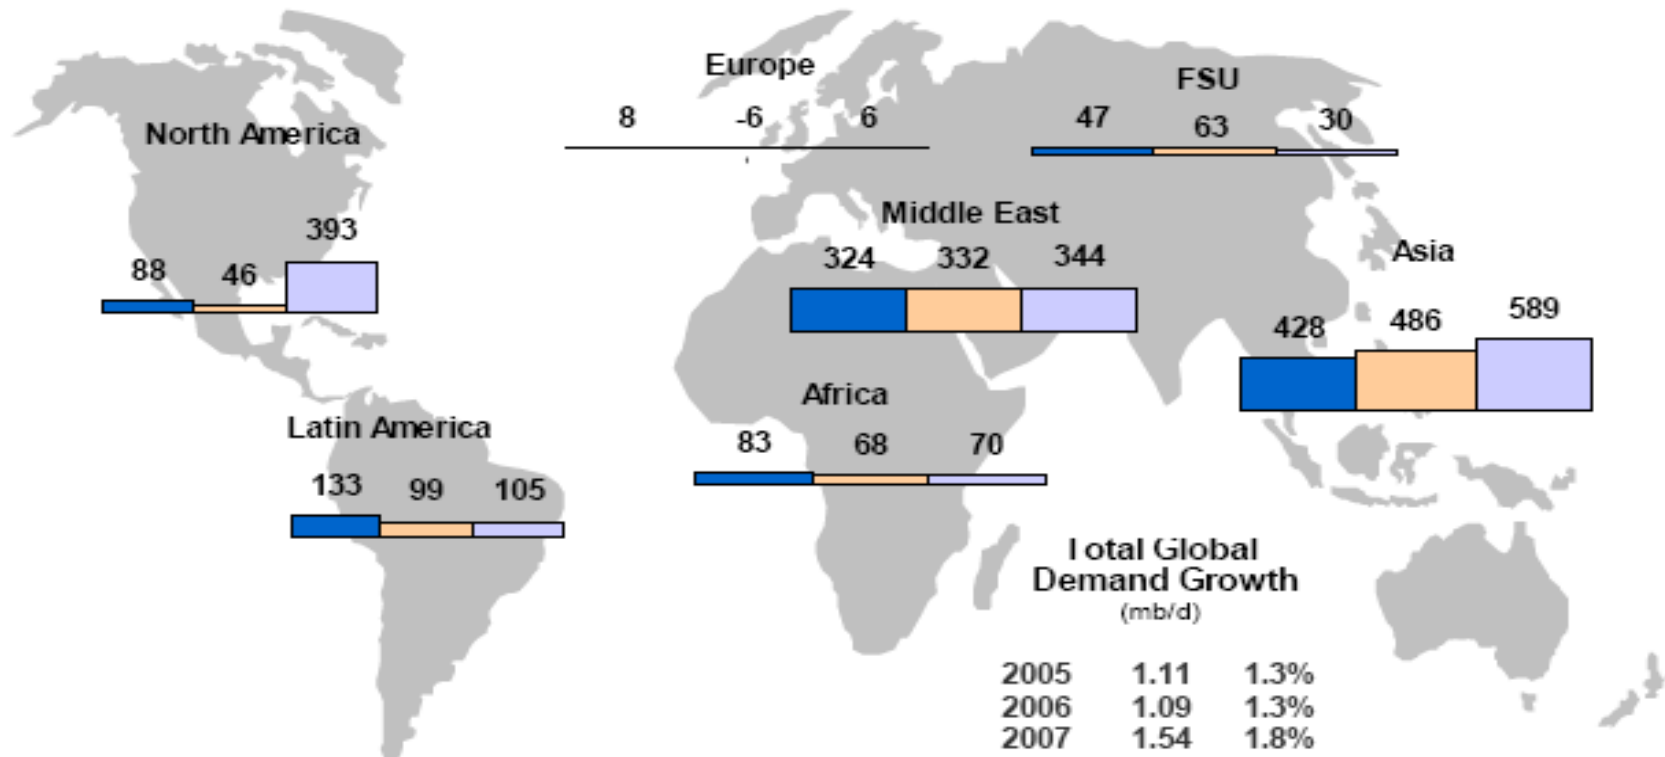 Europe
FSU
8 -6 6
47 63 30
North America
Middle East
393
88 46
324 332 344
Asia
428 486 589
Africa
83 68 70
Latin America
133 99 105
Total Global
Demand Growth
(mb/d)
2005 1.11 1.3%
2006 1.09 1.3%
2007 1.54 1.8%